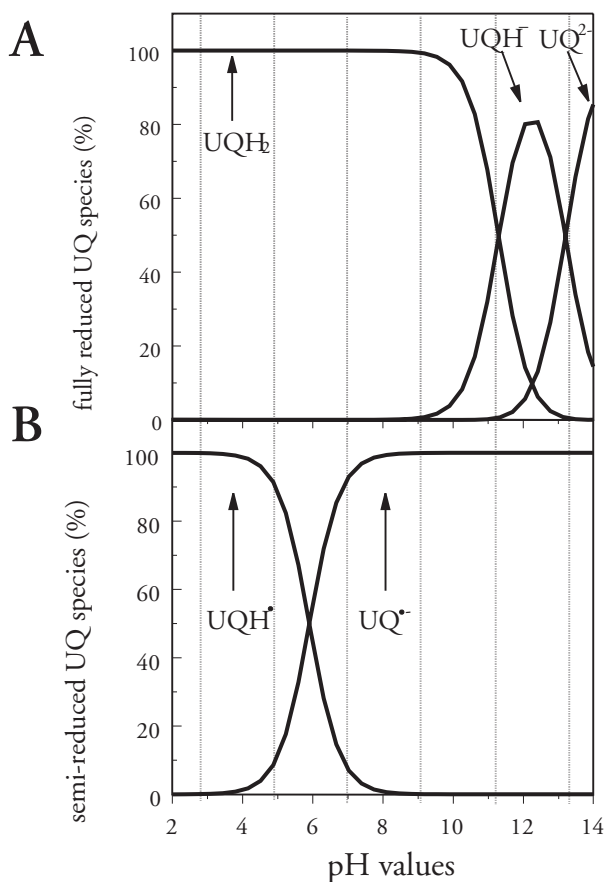 A
fully reduced UQ species (%)
100
80
60
40
20
0
UQH₂
UQH⁻
UQ²⁻
B
semi-reduced UQ species (%)
100
80
60
40
20
0
UQH•
UQ•-
2 4 6 8 10 12 14
pH values